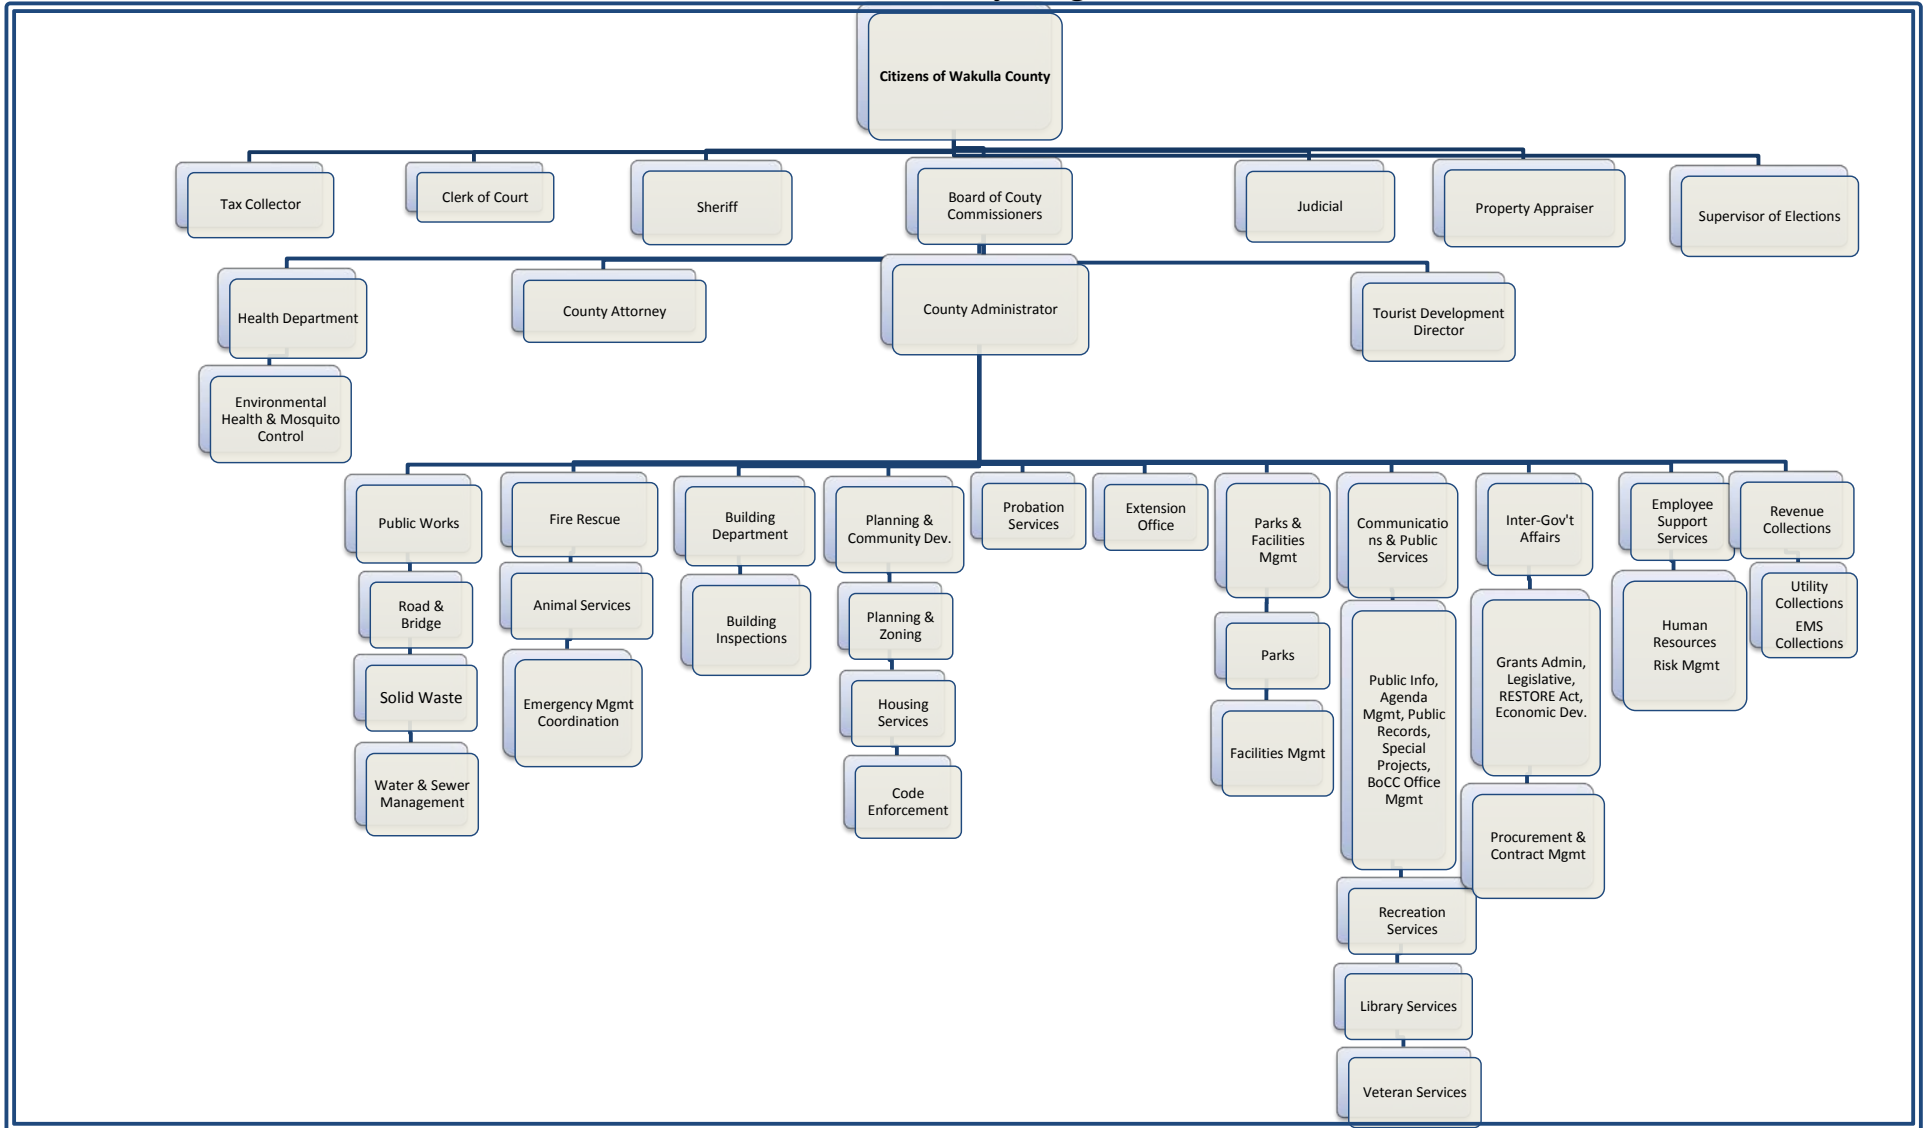 Citizens of Wakulla County
Tax Collector
Clerk of Court
Sheriff
Board of Couty
Commissioners
Judicial
Property Appraiser
Supervisor of Elections
Health Department
County Attorney
County Administrator
Tourist Development
Director
Environmental
Health & Mosquito
Control
Public Works
Fire Rescue
Building
Department
Planning &
Community Dev.
Probation
Services
Extension
Office
Parks &
Facilities
Mgmt
Communicatio
ns & Public
Services
Inter-Gov't
Affairs
Employee
Support
Services
Revenue
Collections
Road &
Bridge
Solid Waste
Water & Sewer
Management
Animal Services
Emergency Mgmt
Coordination
Building
Inspections
Planning &
Zoning
Housing
Services
Code
Enforcement
Parks
Facilities Mgmt
Public Info,
Agenda
Mgmt, Public
Records,
Special
Projects,
BoCC Office
Mgmt
Recreation
Services
Library Services
Veteran Services
Grants Admin,
Legislative,
RESTORE Act,
Economic Dev.
Procurement &
Contract Mgmt
Human
Resources
Risk Mgmt
Utility
Collections
EMS
Collections